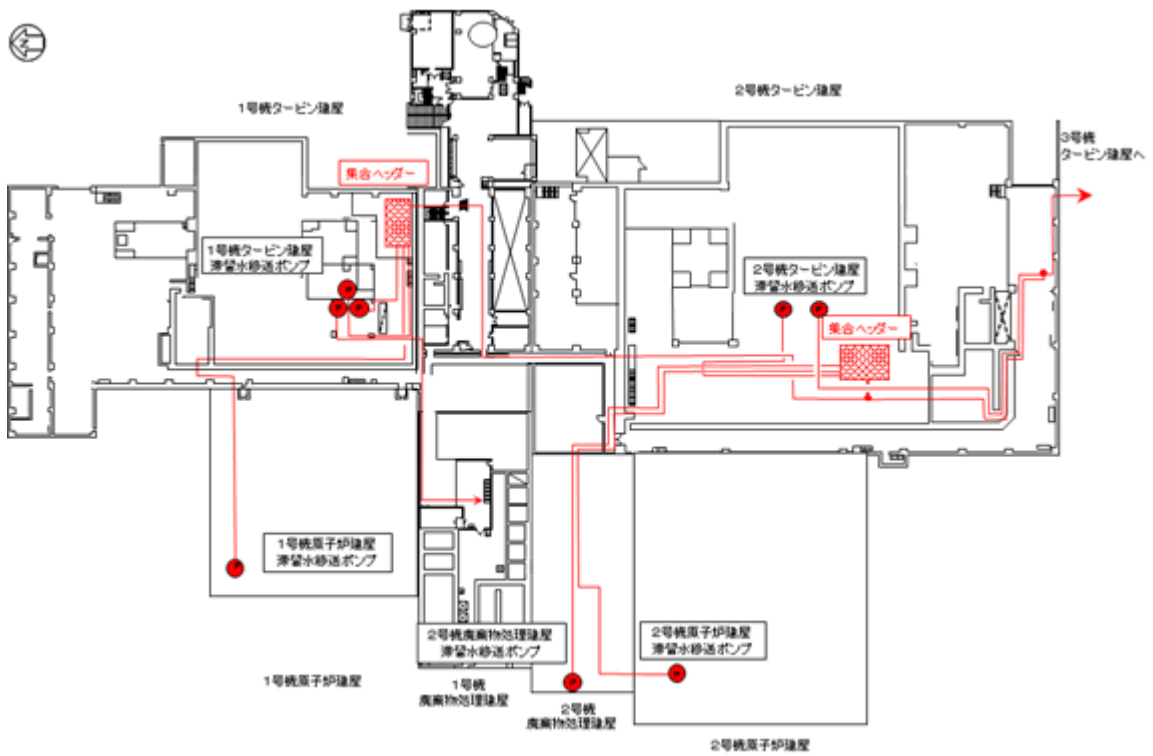 1号機タービン建屋
2号機タービン建屋
3号機
タービン建屋へ
集合ヘッダー
1号機タービン建屋
滞留水移送ポンプ
2号機タービン建屋
滞留水移送ポンプ
集合ヘッダー
1号機原子炉建屋
滞留水移送ポンプ
2号機廃棄物処理建屋
滞留水移送ポンプ
2号機原子炉建屋
滞留水移送ポンプ
1号機原子炉建屋
1号機
廃棄物処理建屋
2号機
廃棄物処理建屋
2号機原子炉建屋